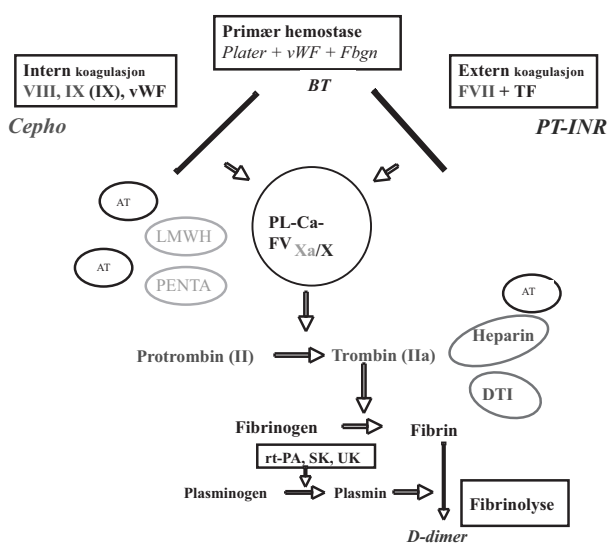 Primær hemostase
Plater + vWF + Fbgn
BT
Intern koagulasjon
VIII, IX (IX), vWF
Cepho
Extern koagulasjon
FVII + TF
PT-INR
AT
LMWH
AT
PENTA
PL-Ca-
FV Xa/X
AT
Heparin
DTI
Protrombin (II)
Trombin (IIa)
Fibrinogen
Fibrin
rt-PA, SK, UK
Plasminogen
Plasmin
Fibrinolyse
D-dimer